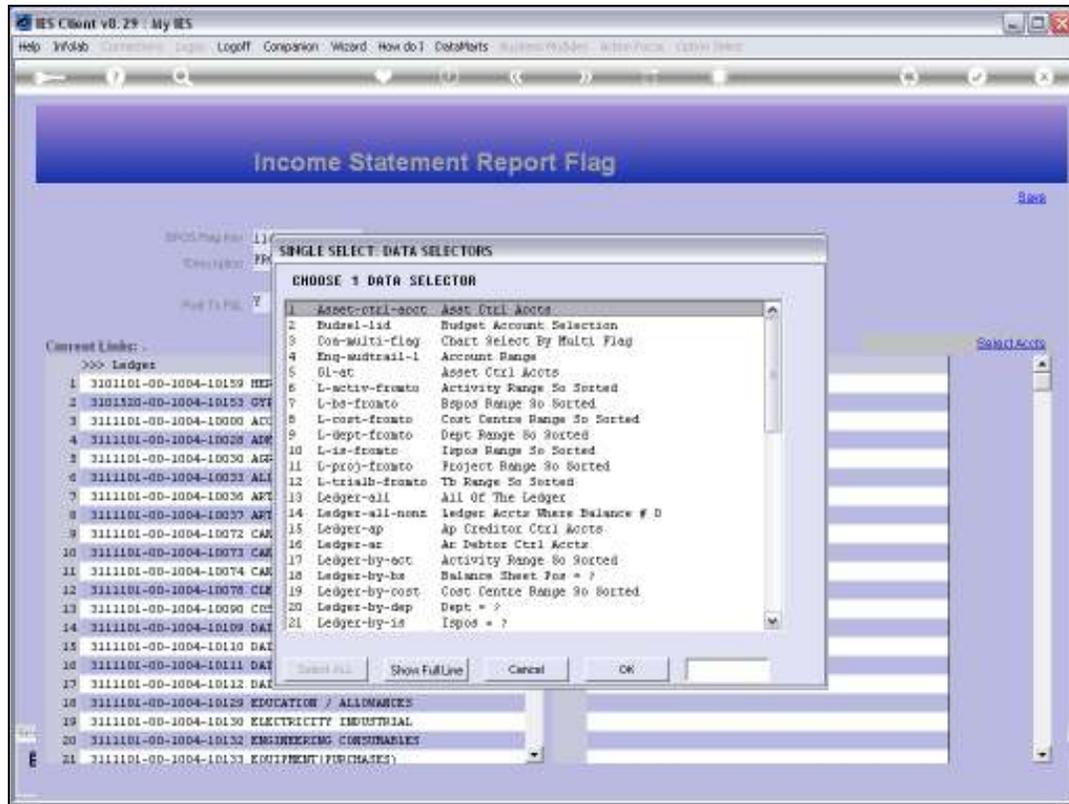 IES Client v8.29 : My IES
Help Infolab Logoff Companion Wizard How do I DataMarts
Income Statement Report Flag
Save
SINGLE SELECT: DATA SELECTORS
CHOOSE 1 DATA SELECTOR
1 Asset-ctrl-acct Asst Ctrl Accts
2 Budsel-lid Budget Account Selection
3 Coa-multi-flag Chart Select By Multi Flag
4 Enq-audtrail-1 Account Range
5 Gl-at Asset Ctrl Accts
6 L-activ-fromto Activity Range So Sorted
7 L-bs-fromto Bspos Range So Sorted
8 L-cost-fromto Cost Centre Range So Sorted
9 L-dept-fromto Dept Range So Sorted
10 L-is-fromto Ispos Range So Sorted
11 L-proj-fromto Project Range So Sorted
12 L-trialb-fromto Tb Range So Sorted
13 Ledger-all All Of The Ledger
14 Ledger-all-nonz Ledger Accts Where Balance # 0
15 Ledger-ap Ap Creditor Ctrl Accts
16 Ledger-ar Ar Debtor Ctrl Accts
17 Ledger-by-act Activity Range So Sorted
18 Ledger-by-bs Balance Sheet Pos = ?
19 Ledger-by-cost Cost Centre Range So Sorted
20 Ledger-by-dep Dept = ?
21 Ledger-by-is Ispos = ?
Select ALL Show Full Line Cancel OK
Current Links: .
Select Accts
>>> Ledger
1 3101101-00-1004-10159
2 3101520-00-1004-10153
3 3111101-00-1004-10000
4 3111101-00-1004-10028
5 3111101-00-1004-10030
6 3111101-00-1004-10033
7 3111101-00-1004-10036
8 3111101-00-1004-10037
9 3111101-00-1004-10072
10 3111101-00-1004-10073
11 3111101-00-1004-10074
12 3111101-00-1004-10078
13 3111101-00-1004-10090
14 3111101-00-1004-10109 DAT
15 3111101-00-1004-10110 DAT
16 3111101-00-1004-10111 DAT
17 3111101-00-1004-10112 DAT
18 3111101-00-1004-10129 EDUCATION / ALLOWANCES
19 3111101-00-1004-10130 ELECTRICITY INDUSTRIAL
20 3111101-00-1004-10132 ENGINEERING CONSUMABLES
21 3111101-00-1004-10133 EQUIPMENT(PURCHASES)